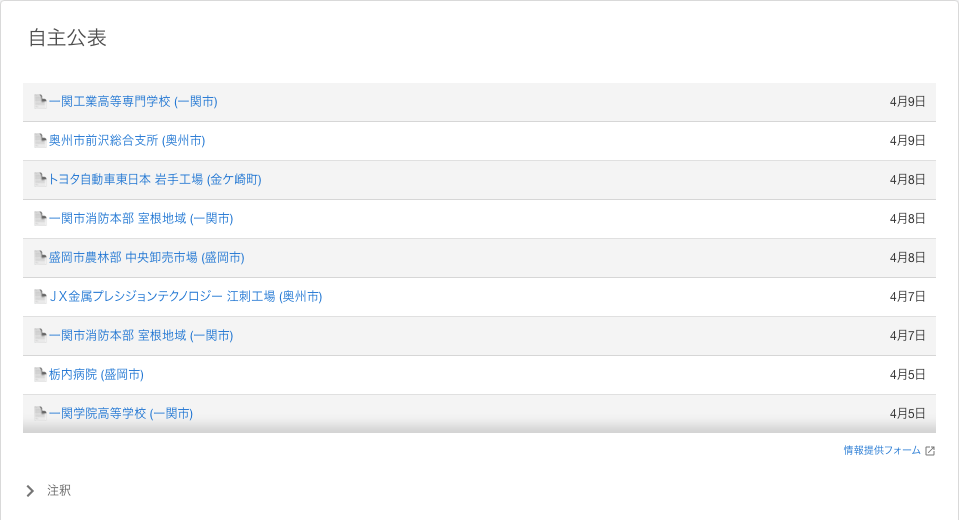 自主公表
一関工業高等専門学校 (一関市) 4月9日
奥州市前沢総合支所 (奥州市) 4月9日
トヨタ自動車東日本 岩手工場 (金ケ崎町) 4月8日
一関市消防本部 室根地域 (一関市) 4月8日
盛岡市農林部 中央卸売市場 (盛岡市) 4月8日
ＪＸ金属プレシジョンテクノロジー 江刺工場 (奥州市) 4月7日
一関市消防本部 室根地域 (一関市) 4月7日
栃内病院 (盛岡市) 4月5日
一関学院高等学校 (一関市) 4月5日
情報提供フォーム
注釈